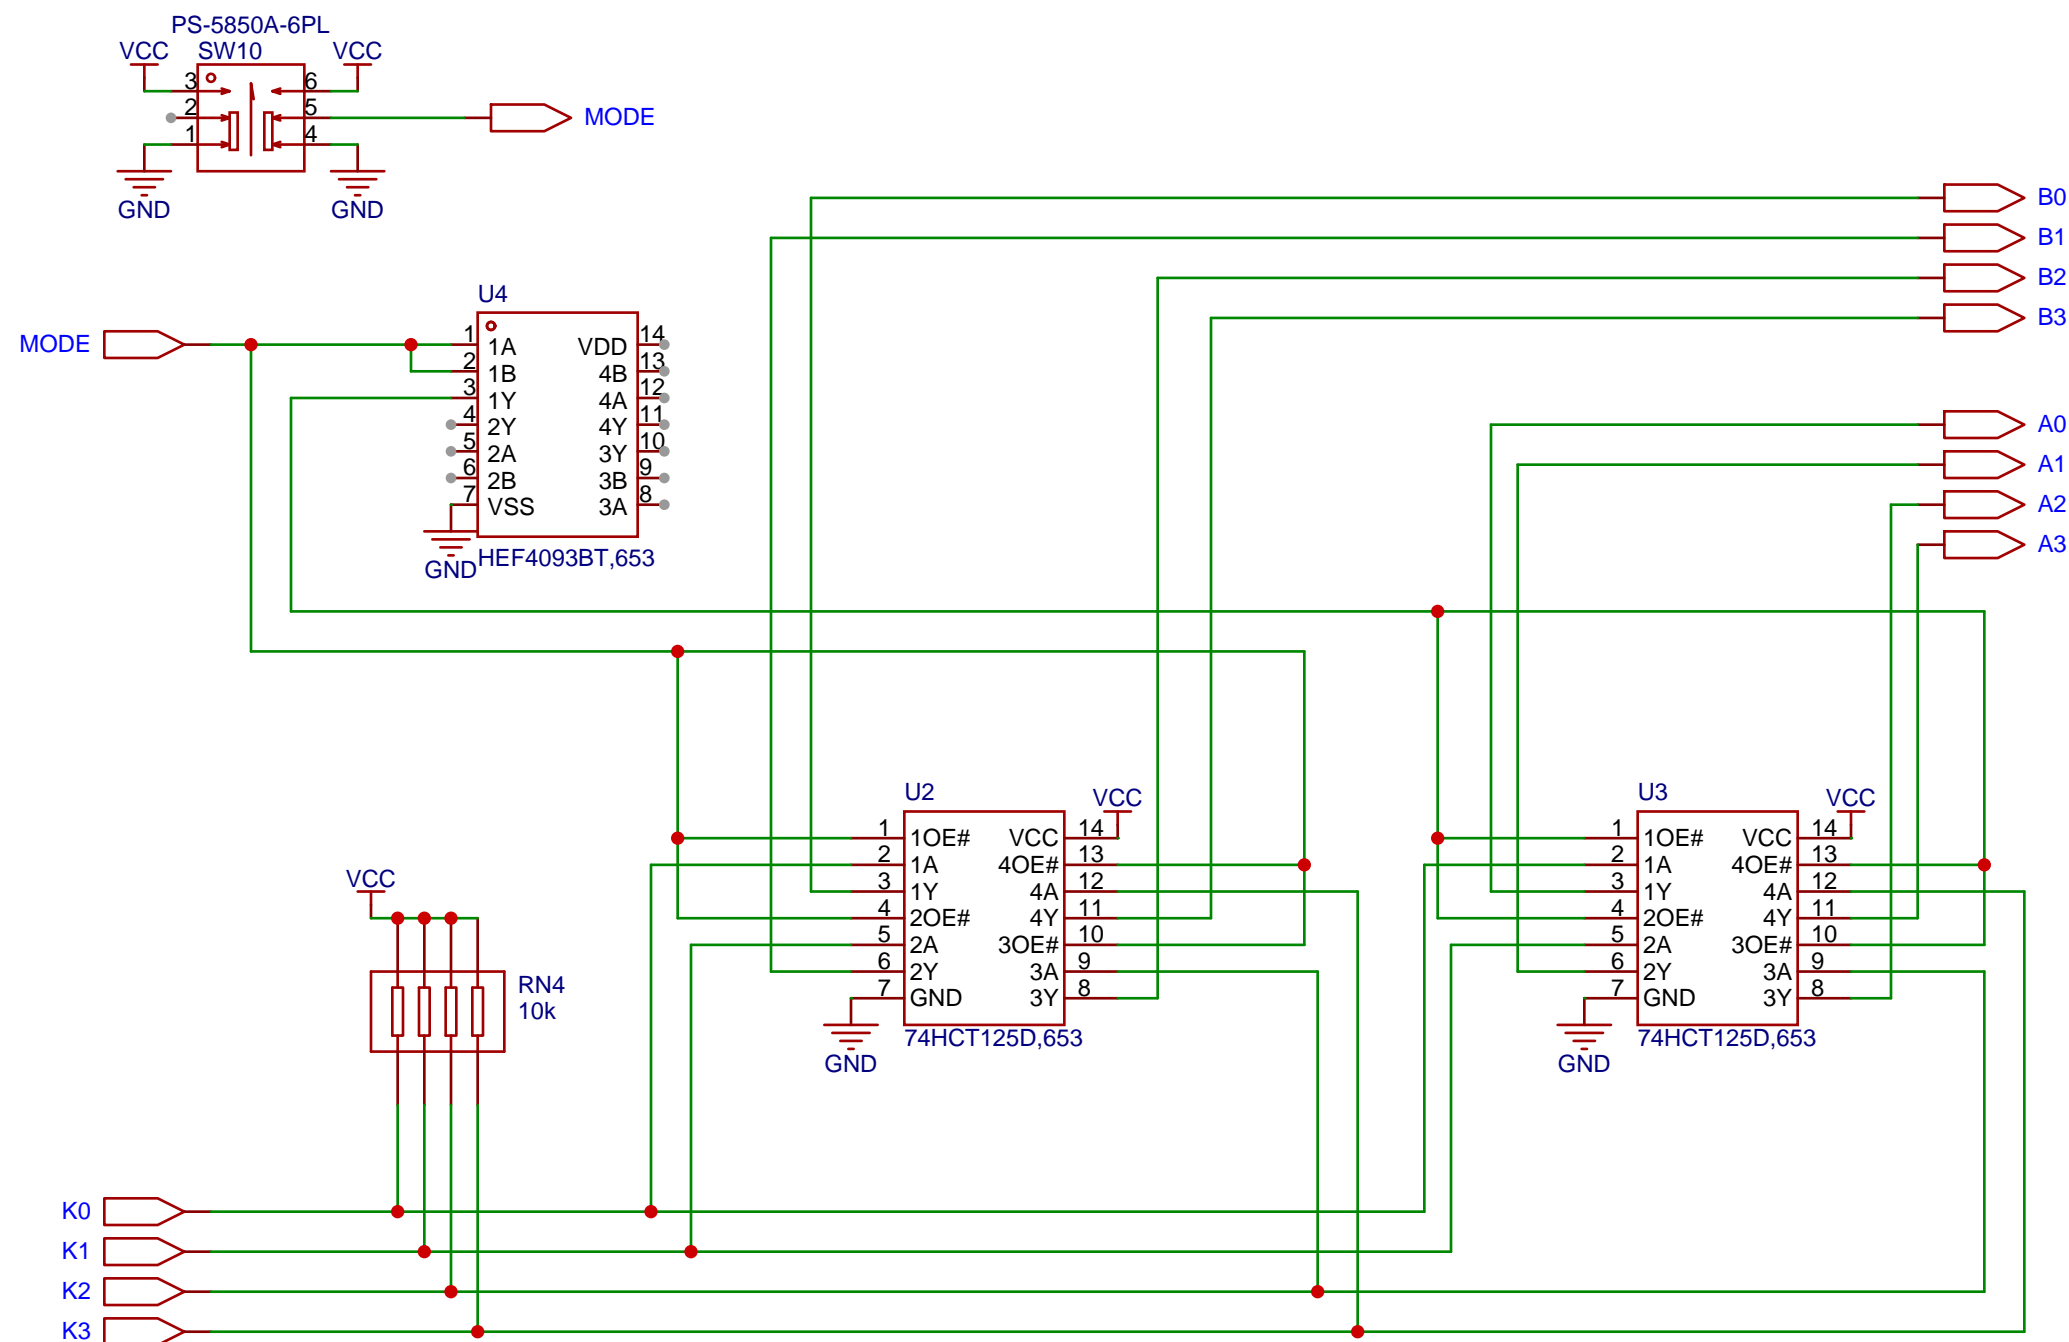 PS-5850A-6PL
VCC SW10 VCC
3 6
2 5 MODE
1 4
GND GND
B0
B1
B2
B3
U4
MODE 1 1A VDD 14
2 1B 4B 13
3 1Y 4A 12
4 2Y 4Y 11
5 2A 3Y 10
6 2B 3B 9
7 VSS 3A 8
GND HEF4093BT,653
A0
A1
A2
A3
U2 VCC
1 1OE# VCC 14
2 1A 4OE# 13
3 1Y 4A 12
4 2OE# 4Y 11
5 2A 3OE# 10
6 2Y 3A 9
7 GND 3Y 8
GND 74HCT125D,653
U3 VCC
1 1OE# VCC 14
2 1A 4OE# 13
3 1Y 4A 12
4 2OE# 4Y 11
5 2A 3OE# 10
6 2Y 3A 9
7 GND 3Y 8
GND 74HCT125D,653
VCC
RN4
10k
K0
K1
K2
K3